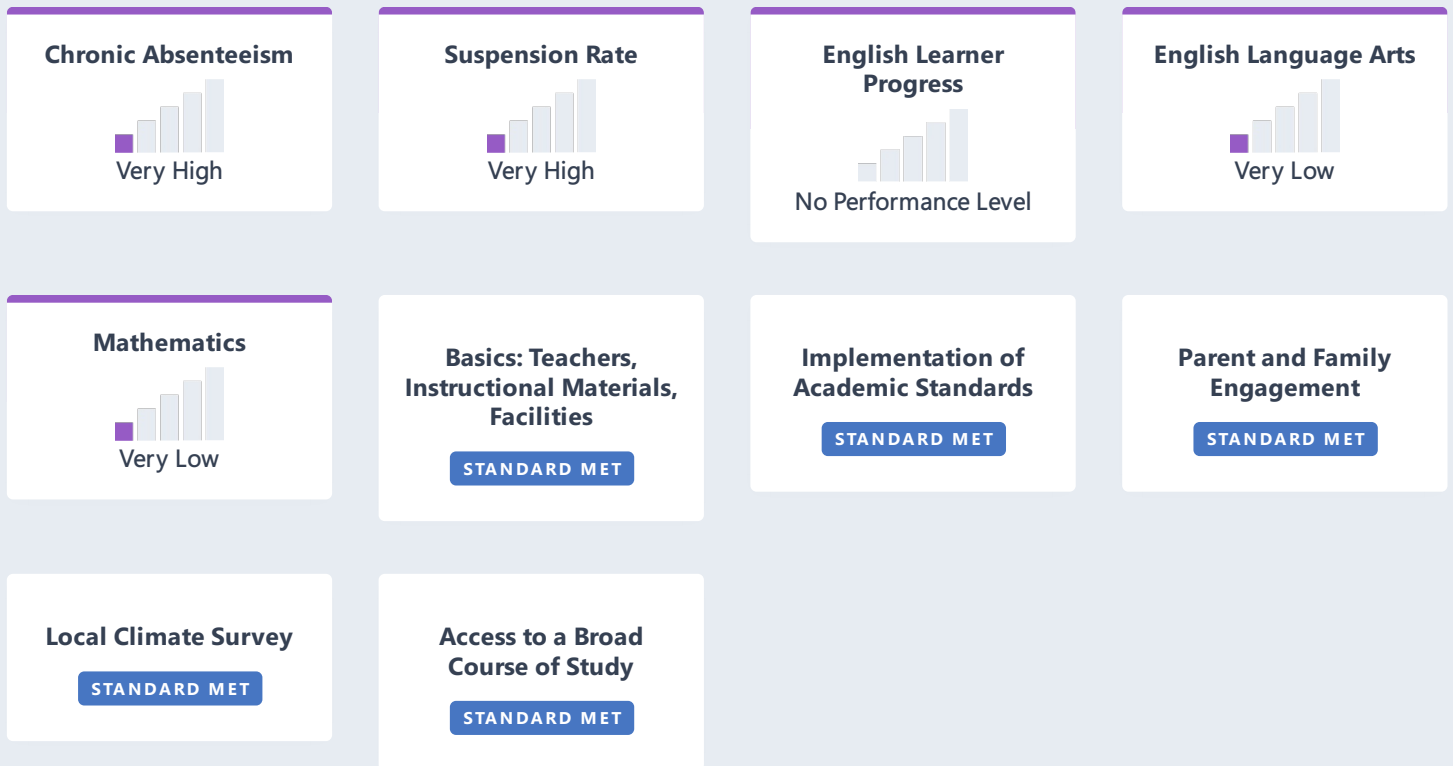 Chronic Absenteeism
Very High
Suspension Rate
Very High
English Learner
Progress
No Performance Level
English Language Arts
Very Low
Mathematics
Very Low
Basics: Teachers,
Instructional Materials,
Facilities
STANDARD MET
Implementation of
Academic Standards
STANDARD MET
Parent and Family
Engagement
STANDARD MET
Local Climate Survey
STANDARD MET
Access to a Broad
Course of Study
STANDARD MET